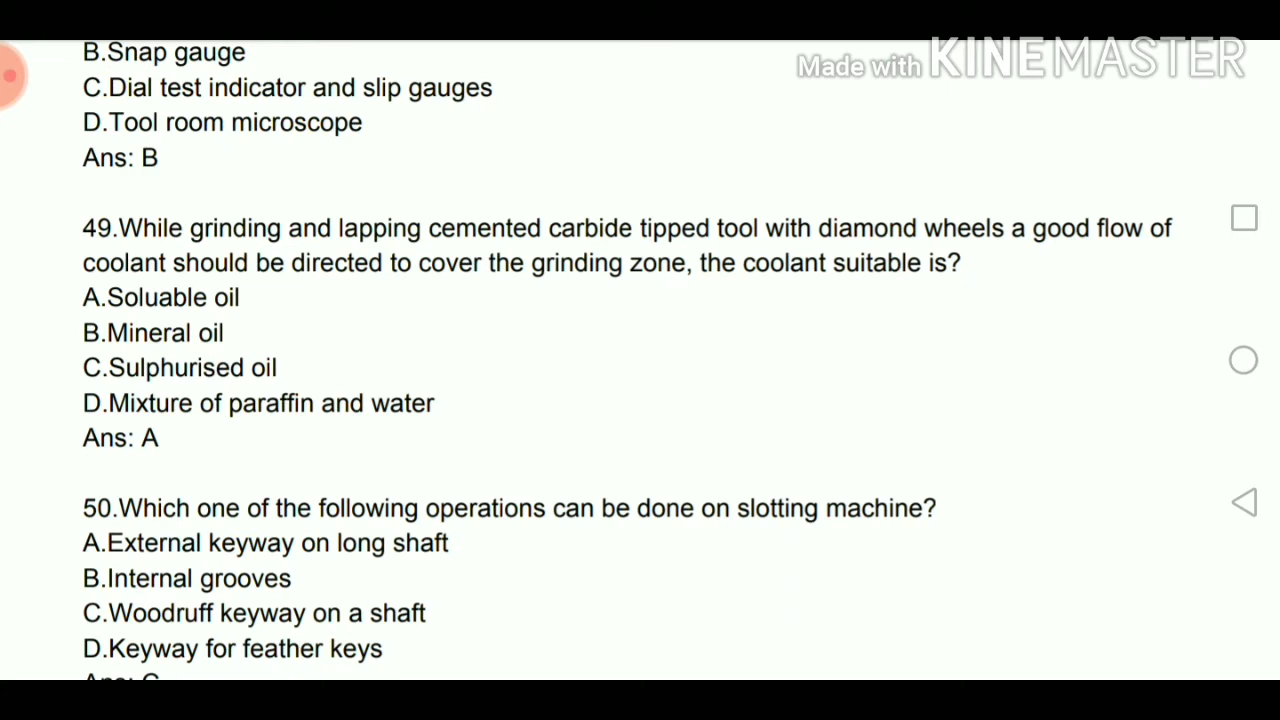 B.Snap gauge
Made with KINEMASTER
C.Dial test indicator and slip gauges
D.Tool room microscope
Ans: B
49.While grinding and lapping cemented carbide tipped tool with diamond wheels a good flow of
coolant should be directed to cover the grinding zone, the coolant suitable is?
A.Soluable oil
B.Mineral oil
C.Sulphurised oil
D.Mixture of paraffin and water
Ans: A
50.Which one of the following operations can be done on slotting machine?
A.External keyway on long shaft
B.Internal grooves
C.Woodruff keyway on a shaft
D.Keyway for feather keys